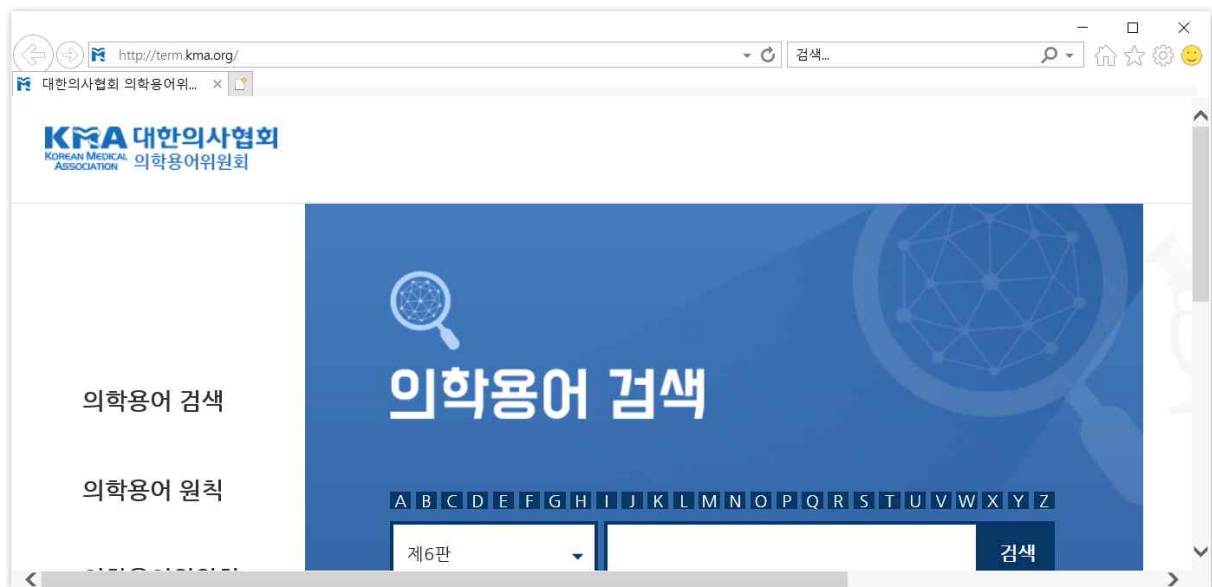 http://term.kma.org/
검색...
대한의사협회 의학용어위...
KMA 대한의사협회
KOREAN MEDICAL ASSOCIATION 의학용어위원회
의학용어 검색
의학용어 원칙
의학용어 검색
A B C D E F G H I J K L M N O P Q R S T U V W X Y Z
제6판
검색